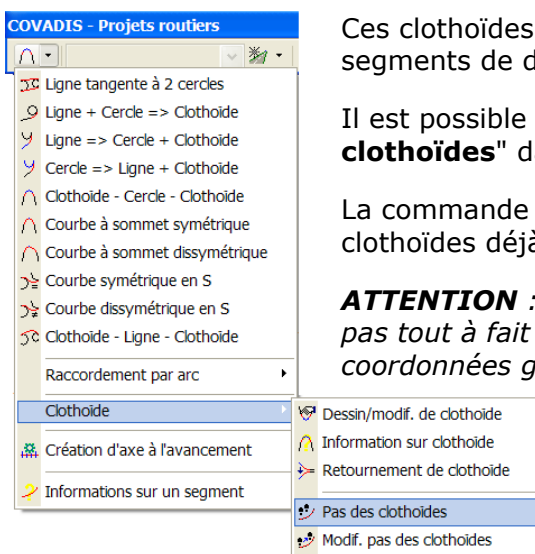 COVADIS - Projets routiers
Ligne tangente à 2 cercles
Ligne + Cercle => Clothoïde
Ligne => Cercle + Clothoïde
Cercle => Ligne + Clothoïde
Clothoïde - Cercle - Clothoïde
Courbe à sommet symétrique
Courbe à sommet dissymétrique
Courbe symétrique en S
Courbe dissymétrique en S
Clothoïde - Ligne - Clothoïde
Raccordement par arc
Clothoïde
Création d'axe à l'avancement
Informations sur un segment
Dessin/modif. de clothoïde
Information sur clothoïde
Retournement de clothoïde
Pas des clothoïdes
Modif. pas des clothoïdes
Ces clothoïdes
segments de d
Il est possible
clothoïdes" d
La commande
clothoïdes déjà
ATTENTION :
pas tout à fait
coordonnées g